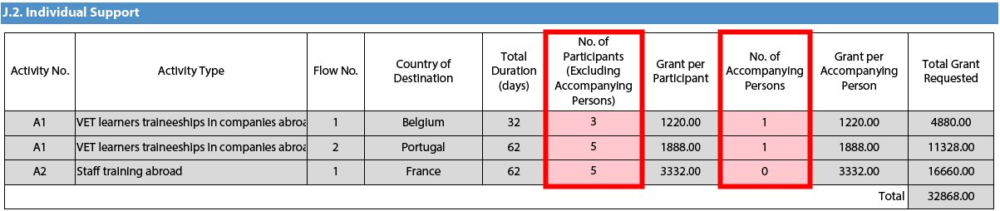 J.2. Individual Support
Activity No. Activity Type Flow No. Country of Destination Total Duration (days) No. of Participants (Excluding Accompanying Persons) Grant per Participant No. of Accompanying Persons Grant per Accompanying Person Total Grant Requested
A1 VET learners traineeships in companies abroa 1 Belgium 32 3 1220.00 1 1220.00 4880.00
A1 VET learners traineeships in companies abroa 2 Portugal 62 5 1888.00 1 1888.00 11328.00
A2 Staff training abroad 1 France 62 5 3332.00 0 3332.00 16660.00
Total 32868.00